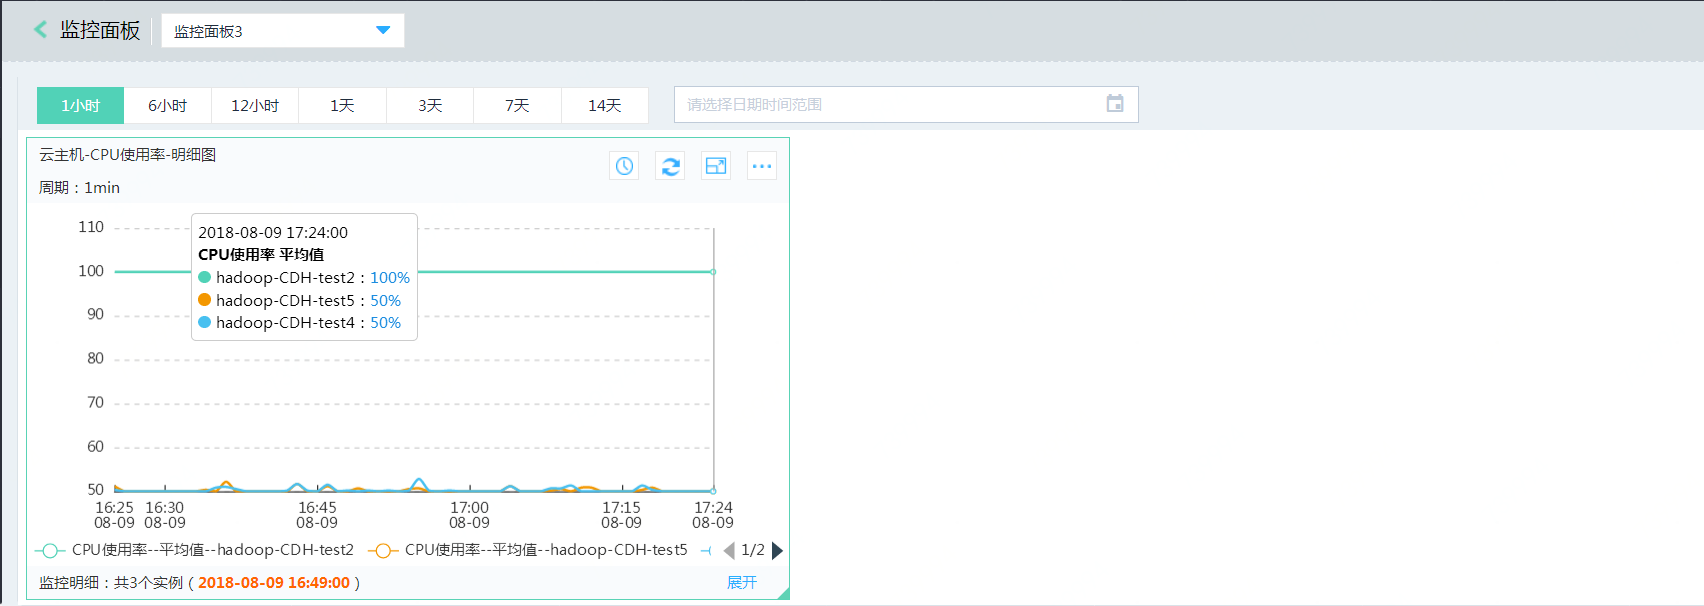 监控面板
监控面板3
1小时
6小时
12小时
1天
3天
7天
14天
请选择日期时间范围
云主机-CPU使用率-明细图
周期：1min
2018-08-09 17:24:00
CPU使用率 平均值
hadoop-CDH-test2：100%
hadoop-CDH-test5：50%
hadoop-CDH-test4：50%
110
100
90
80
70
60
50
16:25
08-09
16:30
08-09
16:45
08-09
17:00
08-09
17:15
08-09
17:24
08-09
CPU使用率--平均值--hadoop-CDH-test2
CPU使用率--平均值--hadoop-CDH-test5
1/2
监控明细：共3个实例 ( 2018-08-09 16:49:00 )
展开